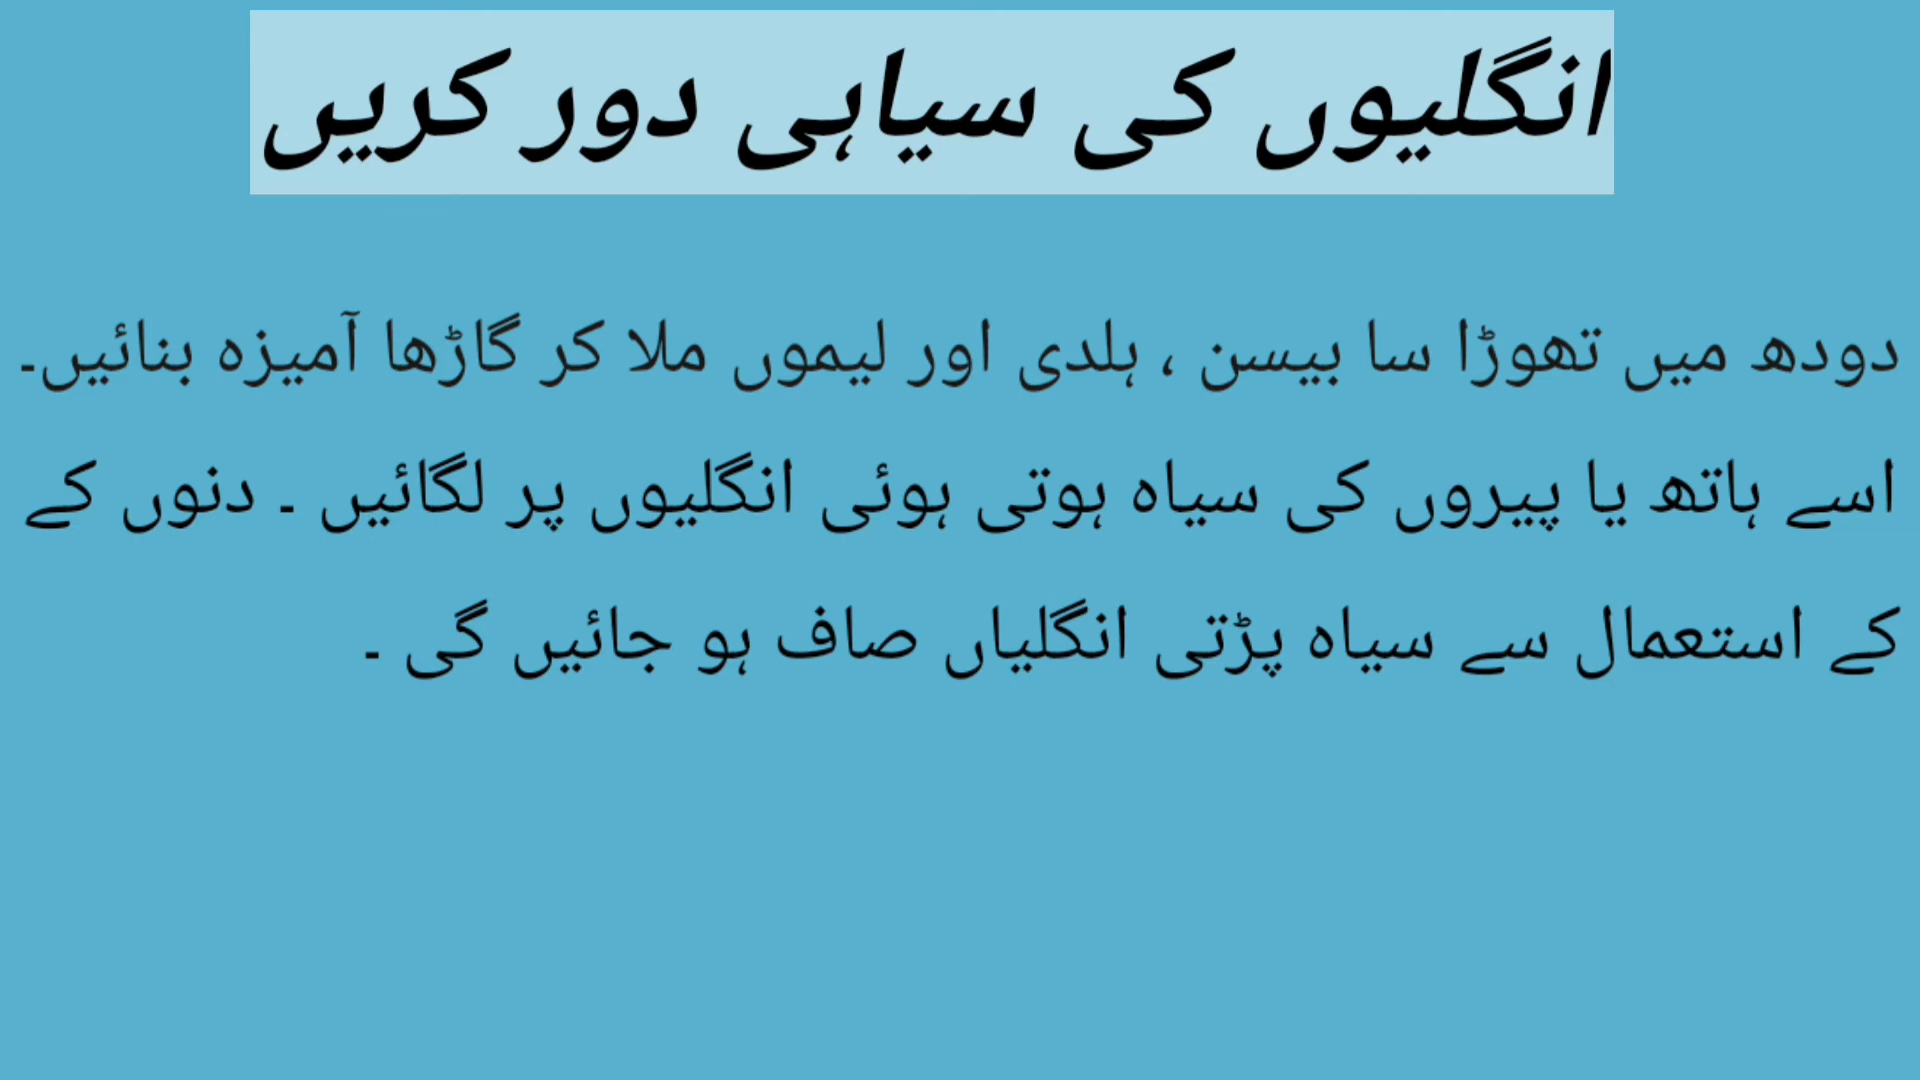 انگلیوں کی سیاہی دور کریں
دودھ میں تھوڑا سا بیسن ، ہلدی اور لیموں ملا کر گاڑھا آمیزہ بنائیں۔
اسے ہاتھ یا پیروں کی سیاہ ہوتی ہوئی انگلیوں پر لگائیں ۔ دنوں کے
کے استعمال سے سیاہ پڑتی انگلیاں صاف ہو جائیں گی ۔